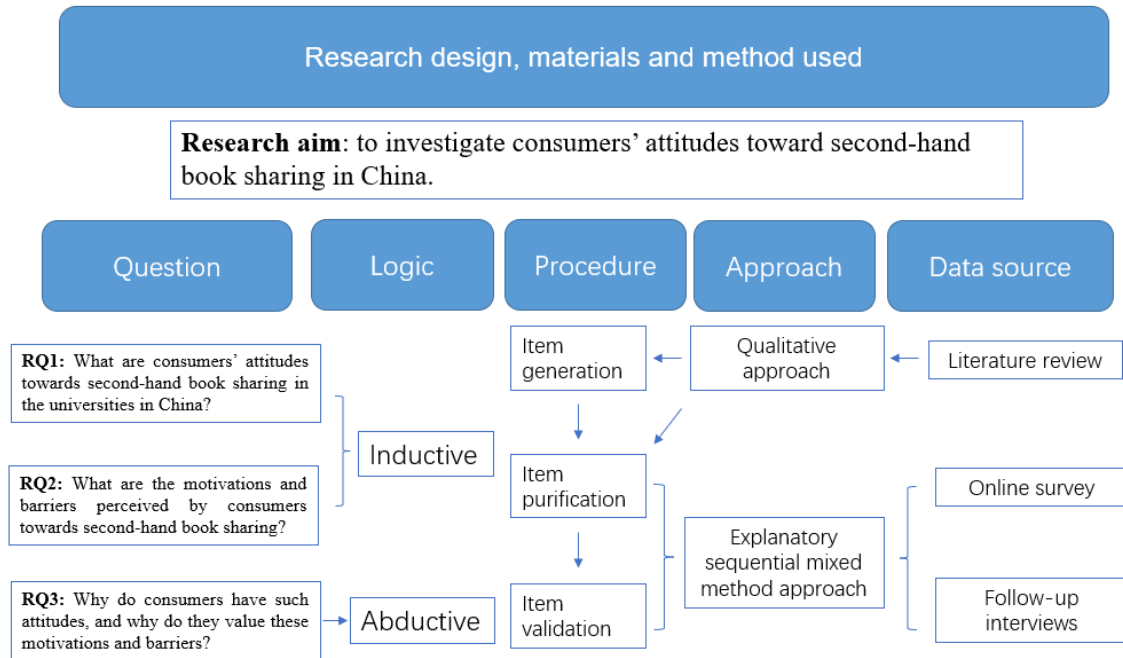 Research design, materials and method used
Research aim: to investigate consumers’ attitudes toward second-hand
book sharing in China.
Question
Logic
Procedure
Approach
Data source
RQ1: What are consumers’ attitudes
towards second-hand book sharing in
the universities in China?
RQ2: What are the motivations and
barriers perceived by consumers
towards second-hand book sharing?
RQ3: Why do consumers have such
attitudes, and why do they value these
motivations and barriers?
Inductive
Abductive
Item
generation
Item
purification
Item
validation
Qualitative
approach
Explanatory
sequential mixed
method approach
Literature review
Online survey
Follow-up
interviews